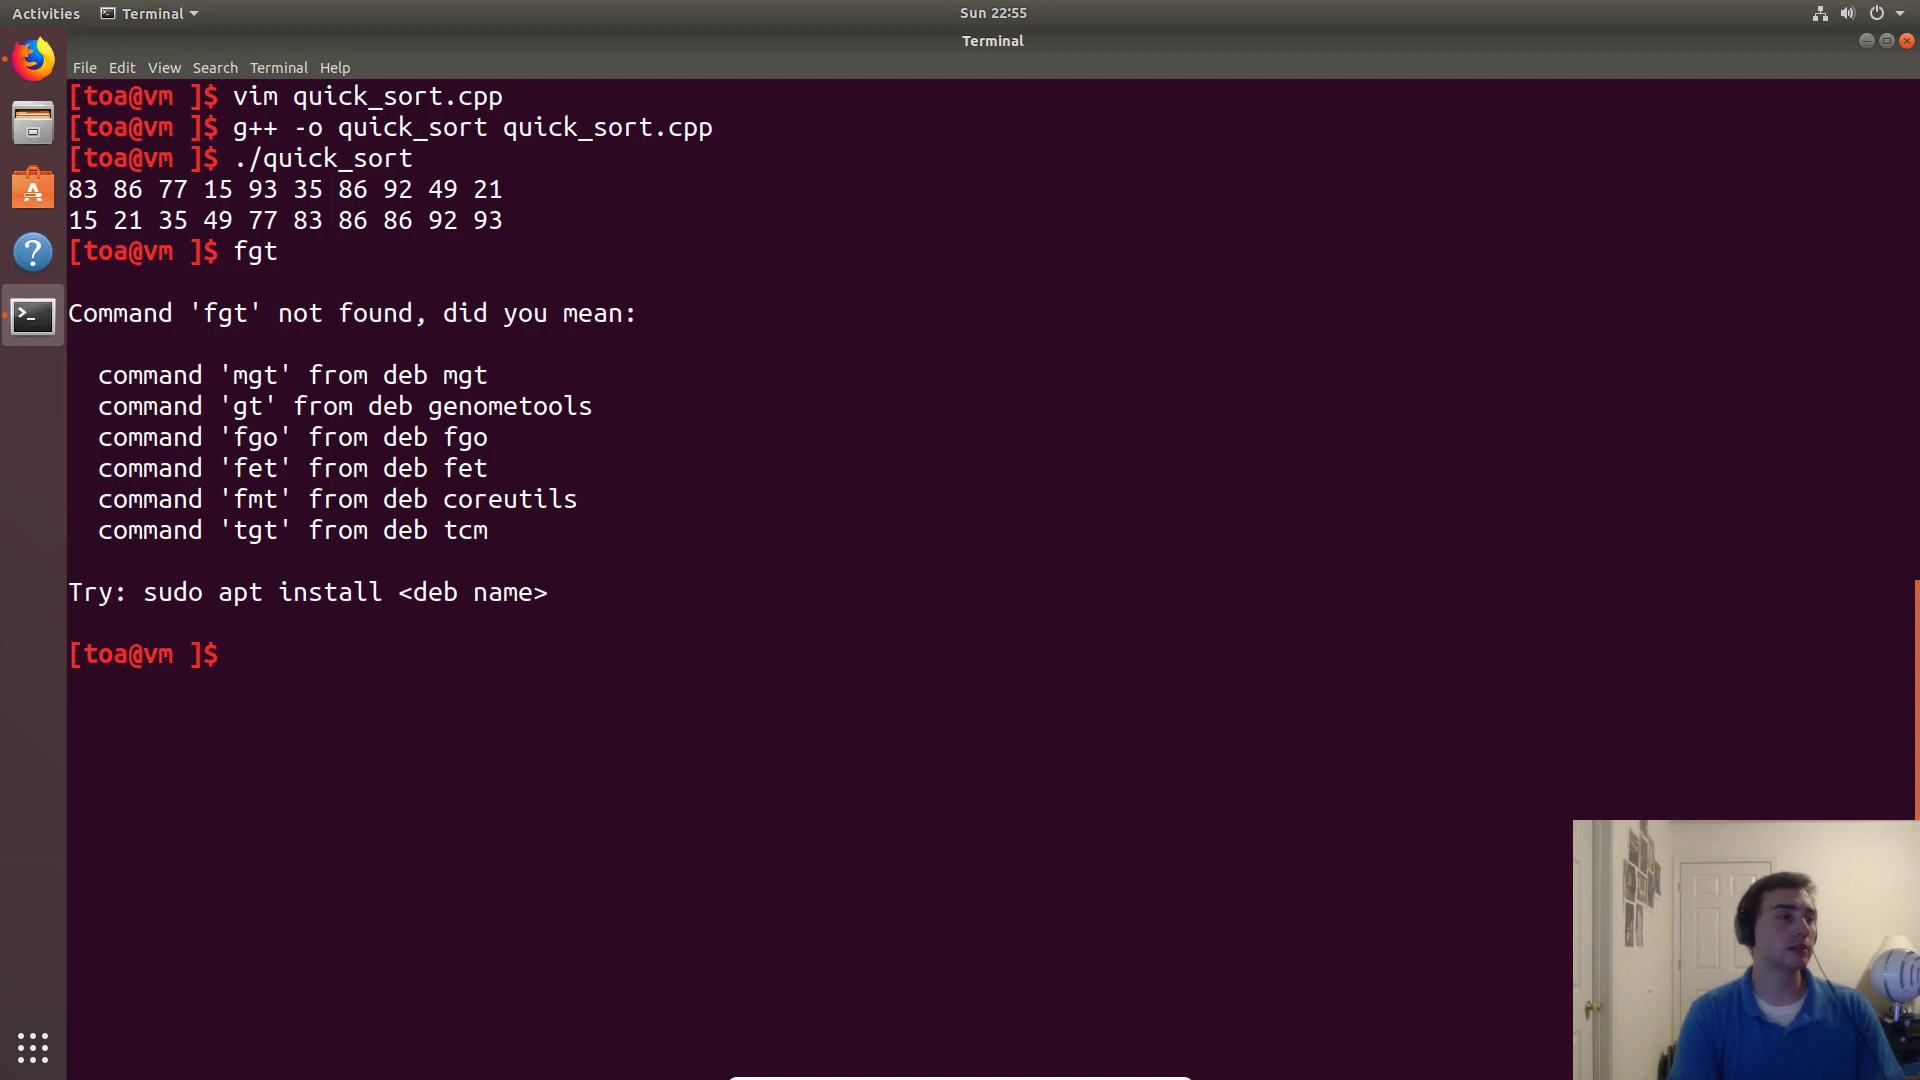 Activities Terminal Sun 22:55
Terminal
File Edit View Search Terminal Help
[toa@vm ]$ vim quick_sort.cpp
[toa@vm ]$ g++ -o quick_sort quick_sort.cpp
[toa@vm ]$ ./quick_sort
83 86 77 15 93 35 86 92 49 21
15 21 35 49 77 83 86 86 92 93
[toa@vm ]$ fgt
Command 'fgt' not found, did you mean:
command 'mgt' from deb mgt
command 'gt' from deb genometools
command 'fgo' from deb fgo
command 'fet' from deb fet
command 'fmt' from deb coreutils
command 'tgt' from deb tcm
Try: sudo apt install <deb name>
[toa@vm ]$